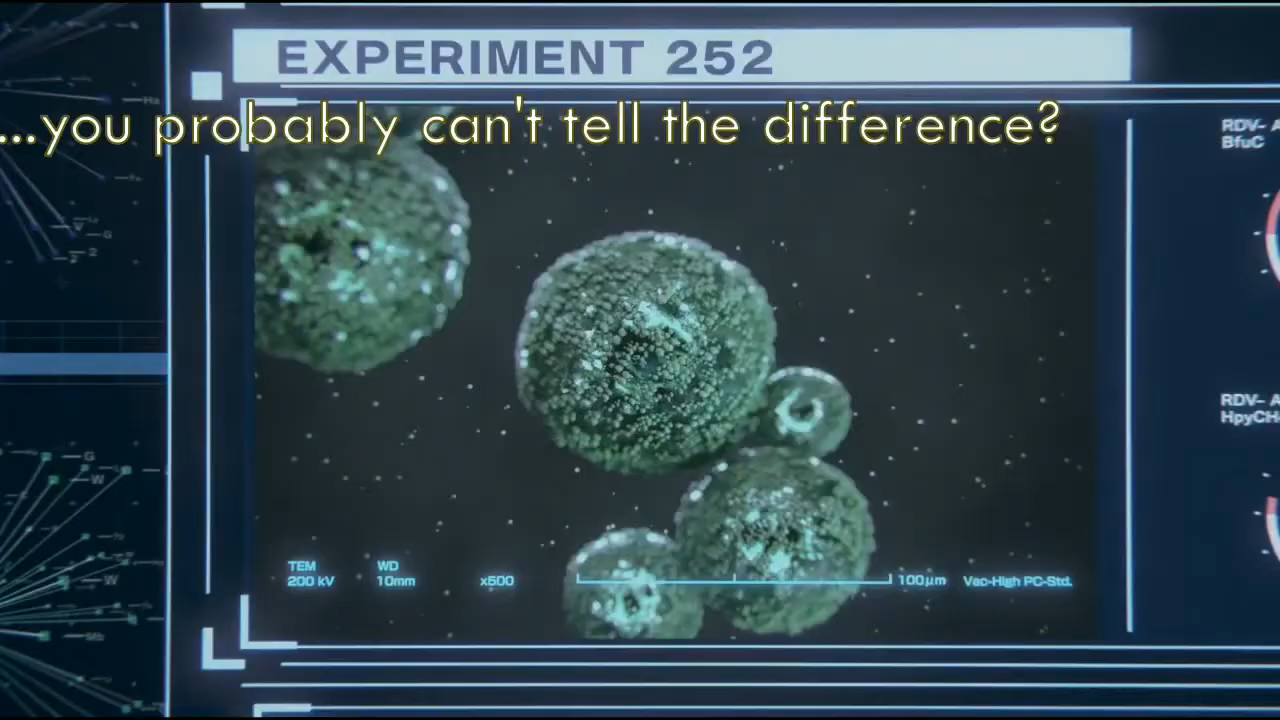 EXPERIMENT 252
...you probably can't tell the difference?
RDV- A
BfuC
RDV- A
HpyCH
G
W
W
TEM
200 kV
WD
10mm
x500
100µm
Vac-High PC-Std.